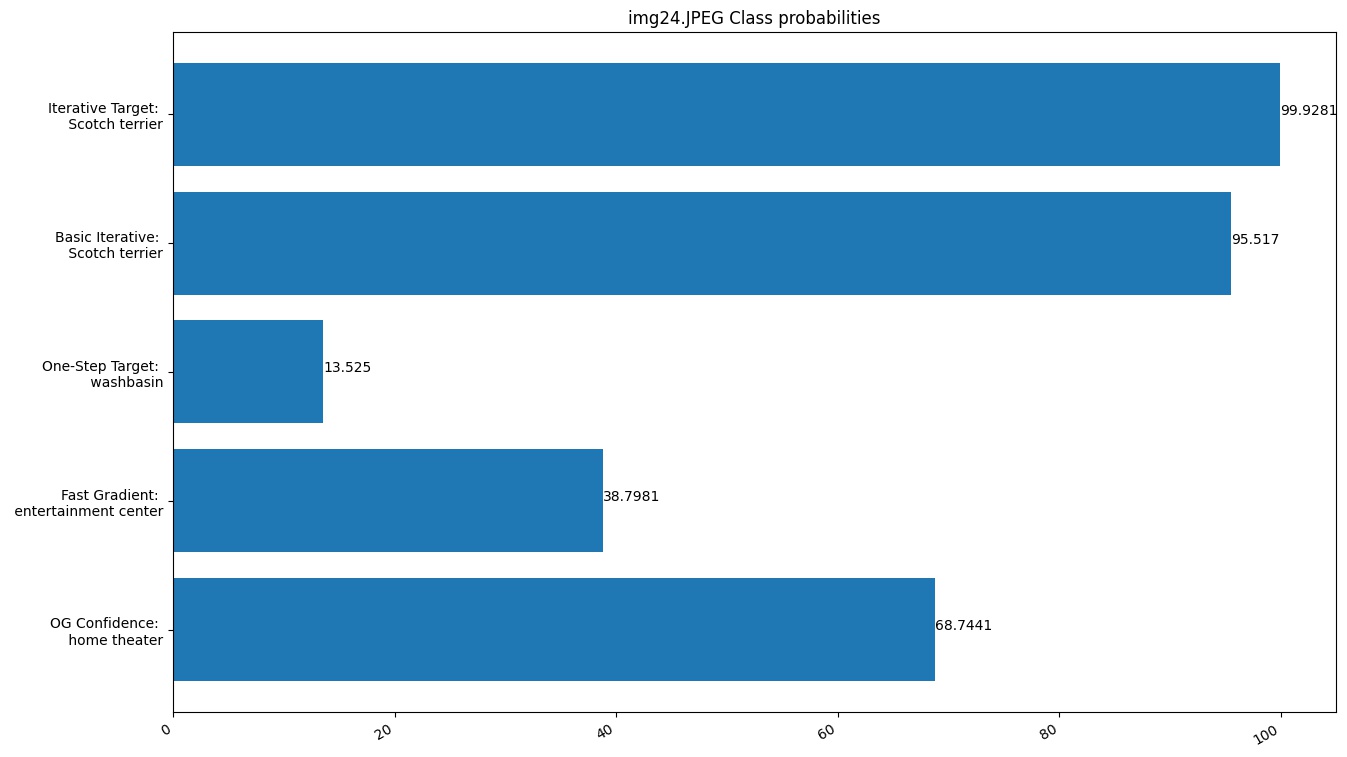 img24.JPEG Class probabilities
Iterative Target:
Scotch terrier
99.9281
Basic Iterative:
Scotch terrier
95.517
One-Step Target:
washbasin
13.525
Fast Gradient:
entertainment center
38.7981
OG Confidence:
home theater
68.7441
0
20
40
60
80
100